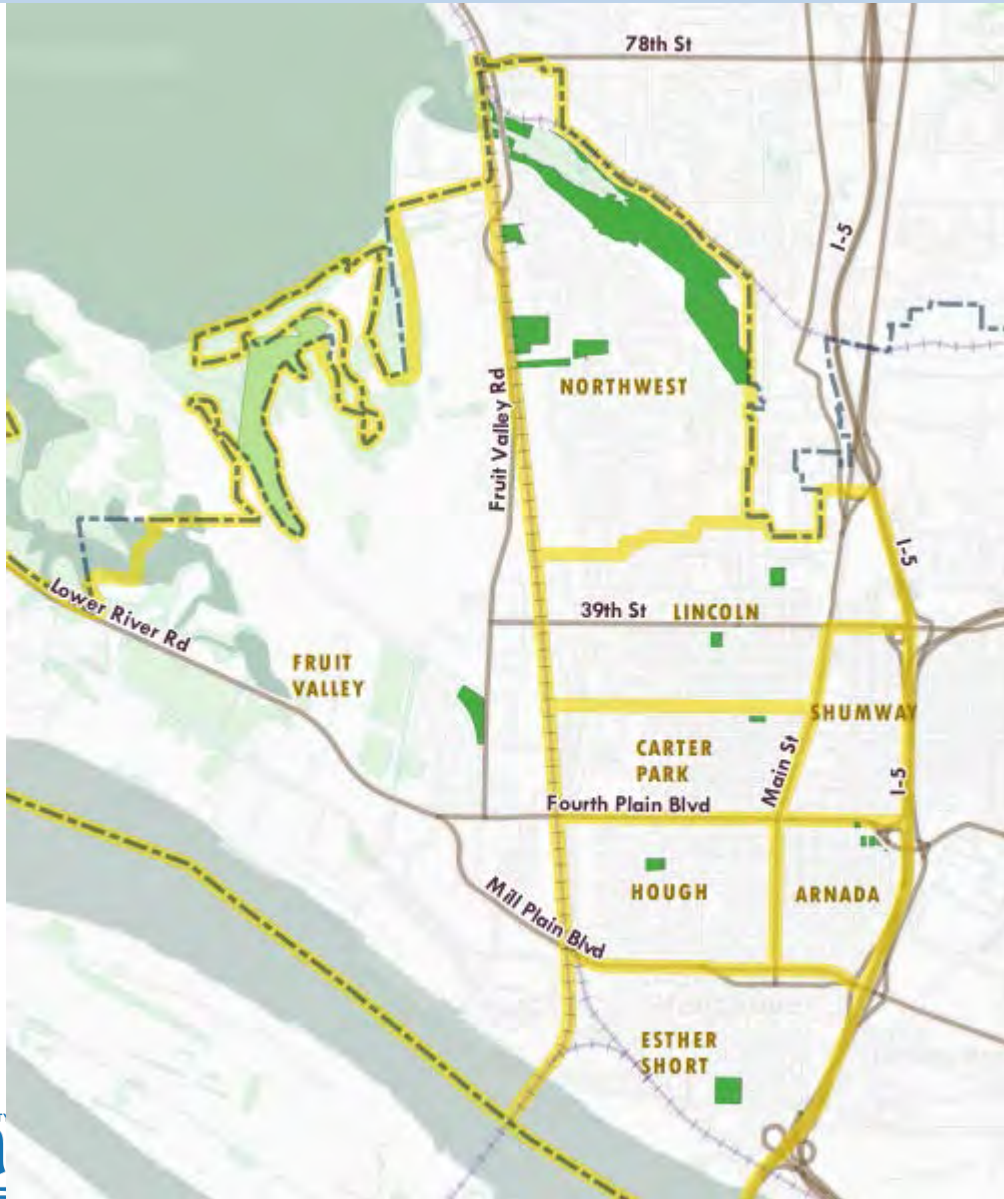 78th St
I-5
NORTHWEST
Fruit Valley Rd
I-5
Lower River Rd
39th St
LINCOLN
FRUIT
VALLEY
SHUMWAY
CARTER
PARK
Main St
I-5
Fourth Plain Blvd
HOUGH
ARNADA
Mill Plain Blvd
ESTHER
SHORT